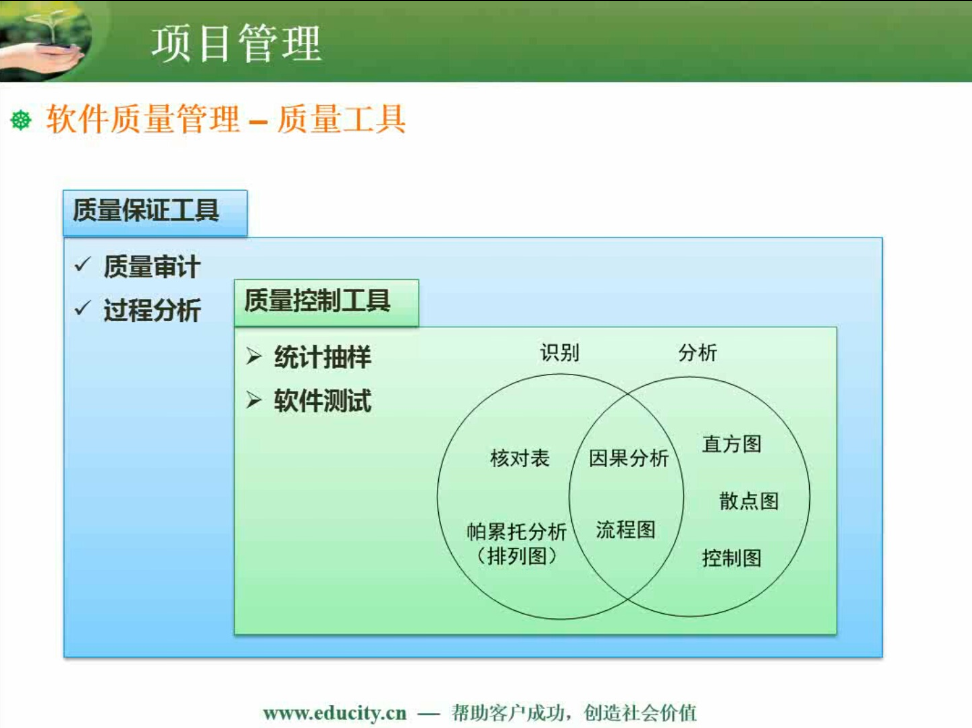 项目管理
软件质量管理 – 质量工具
质量保证工具
✓ 质量审计
✓ 过程分析
质量控制工具
➢ 统计抽样
➢ 软件测试
识别
分析
核对表
因果分析
直方图
散点图
帕累托分析
（排列图）
流程图
控制图
www.educity.cn — 帮助客户成功，创造社会价值